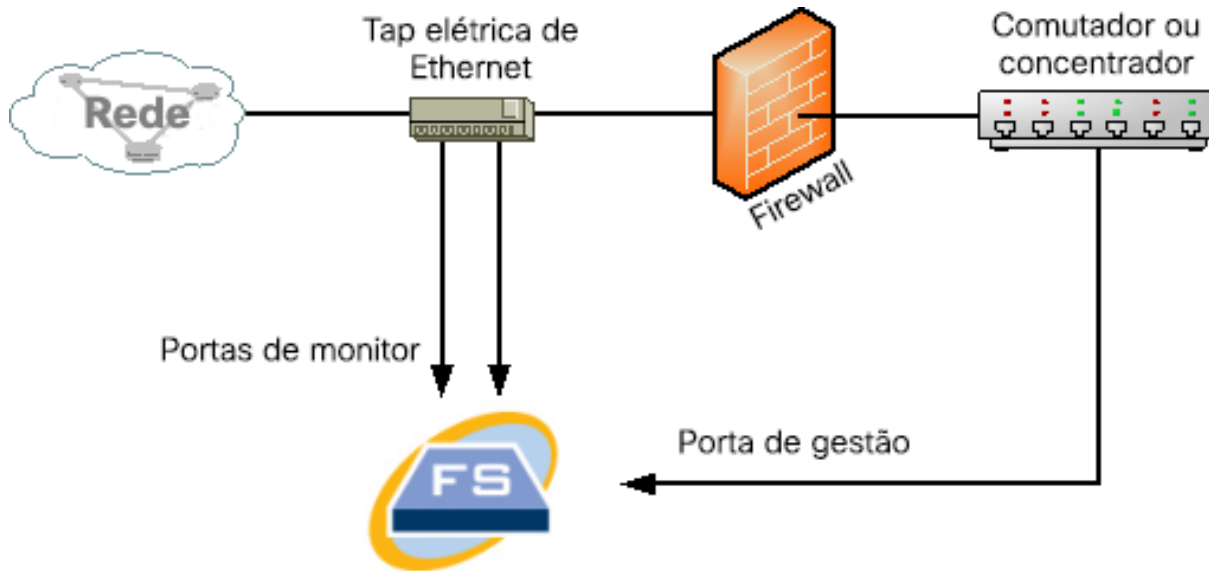 Tap elétrica de
Ethernet
Comutador ou
concentrador
Rede
Firewall
Portas de monitor
Porta de gestão
FS